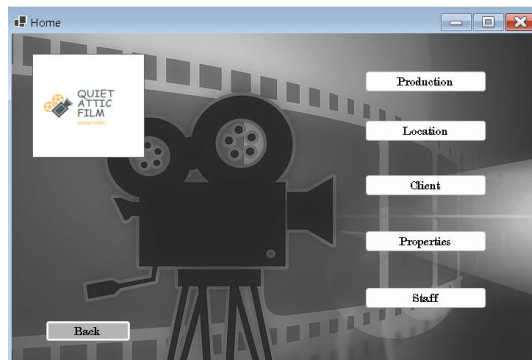 Home
QUIET
ATTIC
FILM
Production
Location
Client
Properties
Staff
Back